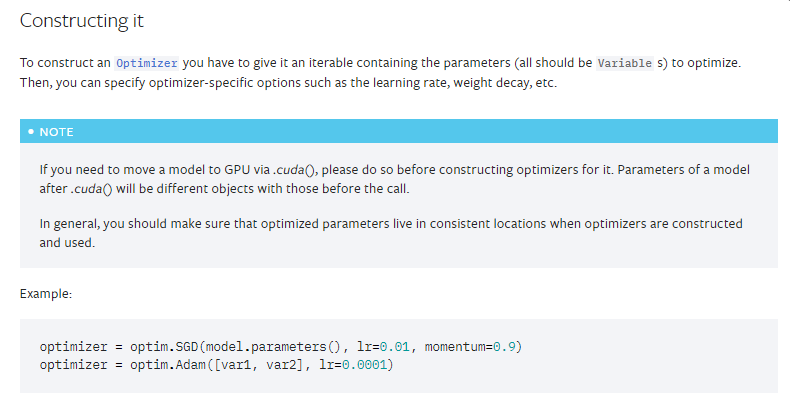 Constructing it
To construct an Optimizer you have to give it an iterable containing the parameters (all should be Variable s) to optimize.
Then, you can specify optimizer-specific options such as the learning rate, weight decay, etc.
NOTE
If you need to move a model to GPU via .cuda(), please do so before constructing optimizers for it. Parameters of a model
after .cuda() will be different objects with those before the call.
In general, you should make sure that optimized parameters live in consistent locations when optimizers are constructed
and used.
Example:
optimizer = optim.SGD(model.parameters(), lr=0.01, momentum=0.9)
optimizer = optim.Adam([var1, var2], lr=0.0001)